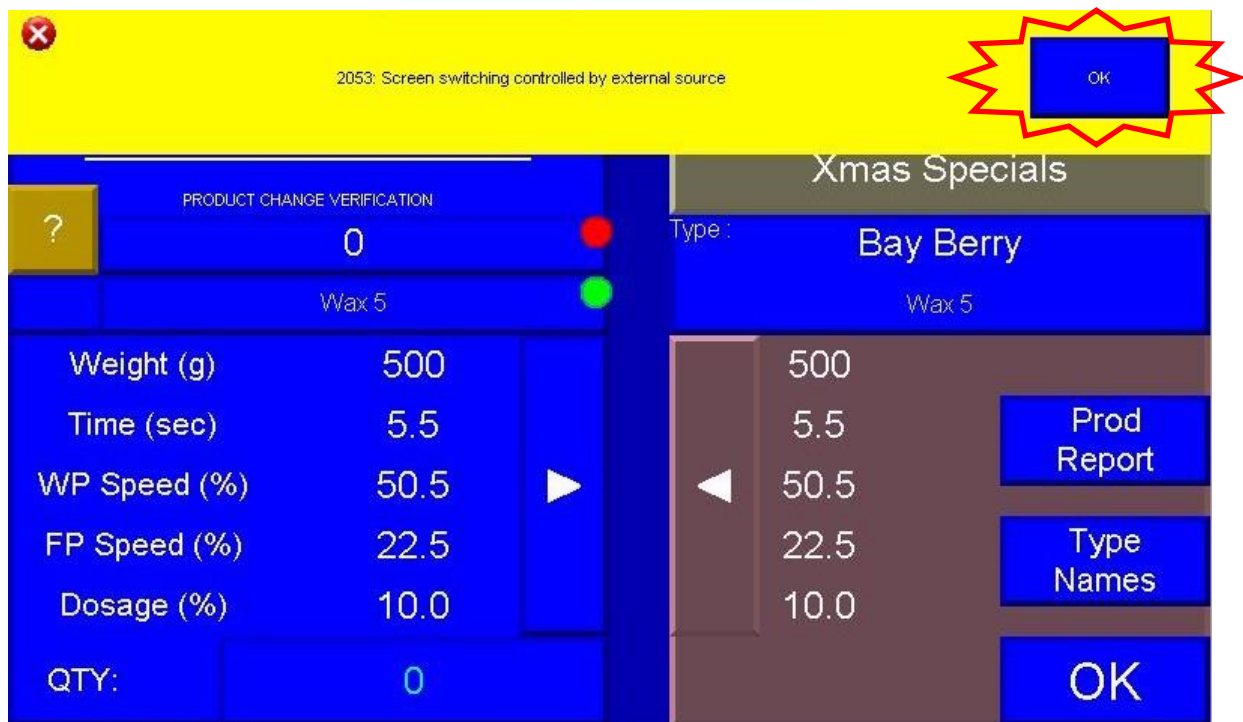 2053: Screen switching controlled by external source
OK
Xmas Specials
PRODUCT CHANGE VERIFICATION
?
0
Type :
Bay Berry
Wax 5
Wax 5
Weight (g) 500
500
Time (sec) 5.5
5.5
Prod
Report
WP Speed (%) 50.5
50.5
FP Speed (%) 22.5
22.5
Type
Names
Dosage (%) 10.0
10.0
QTY: 0
OK